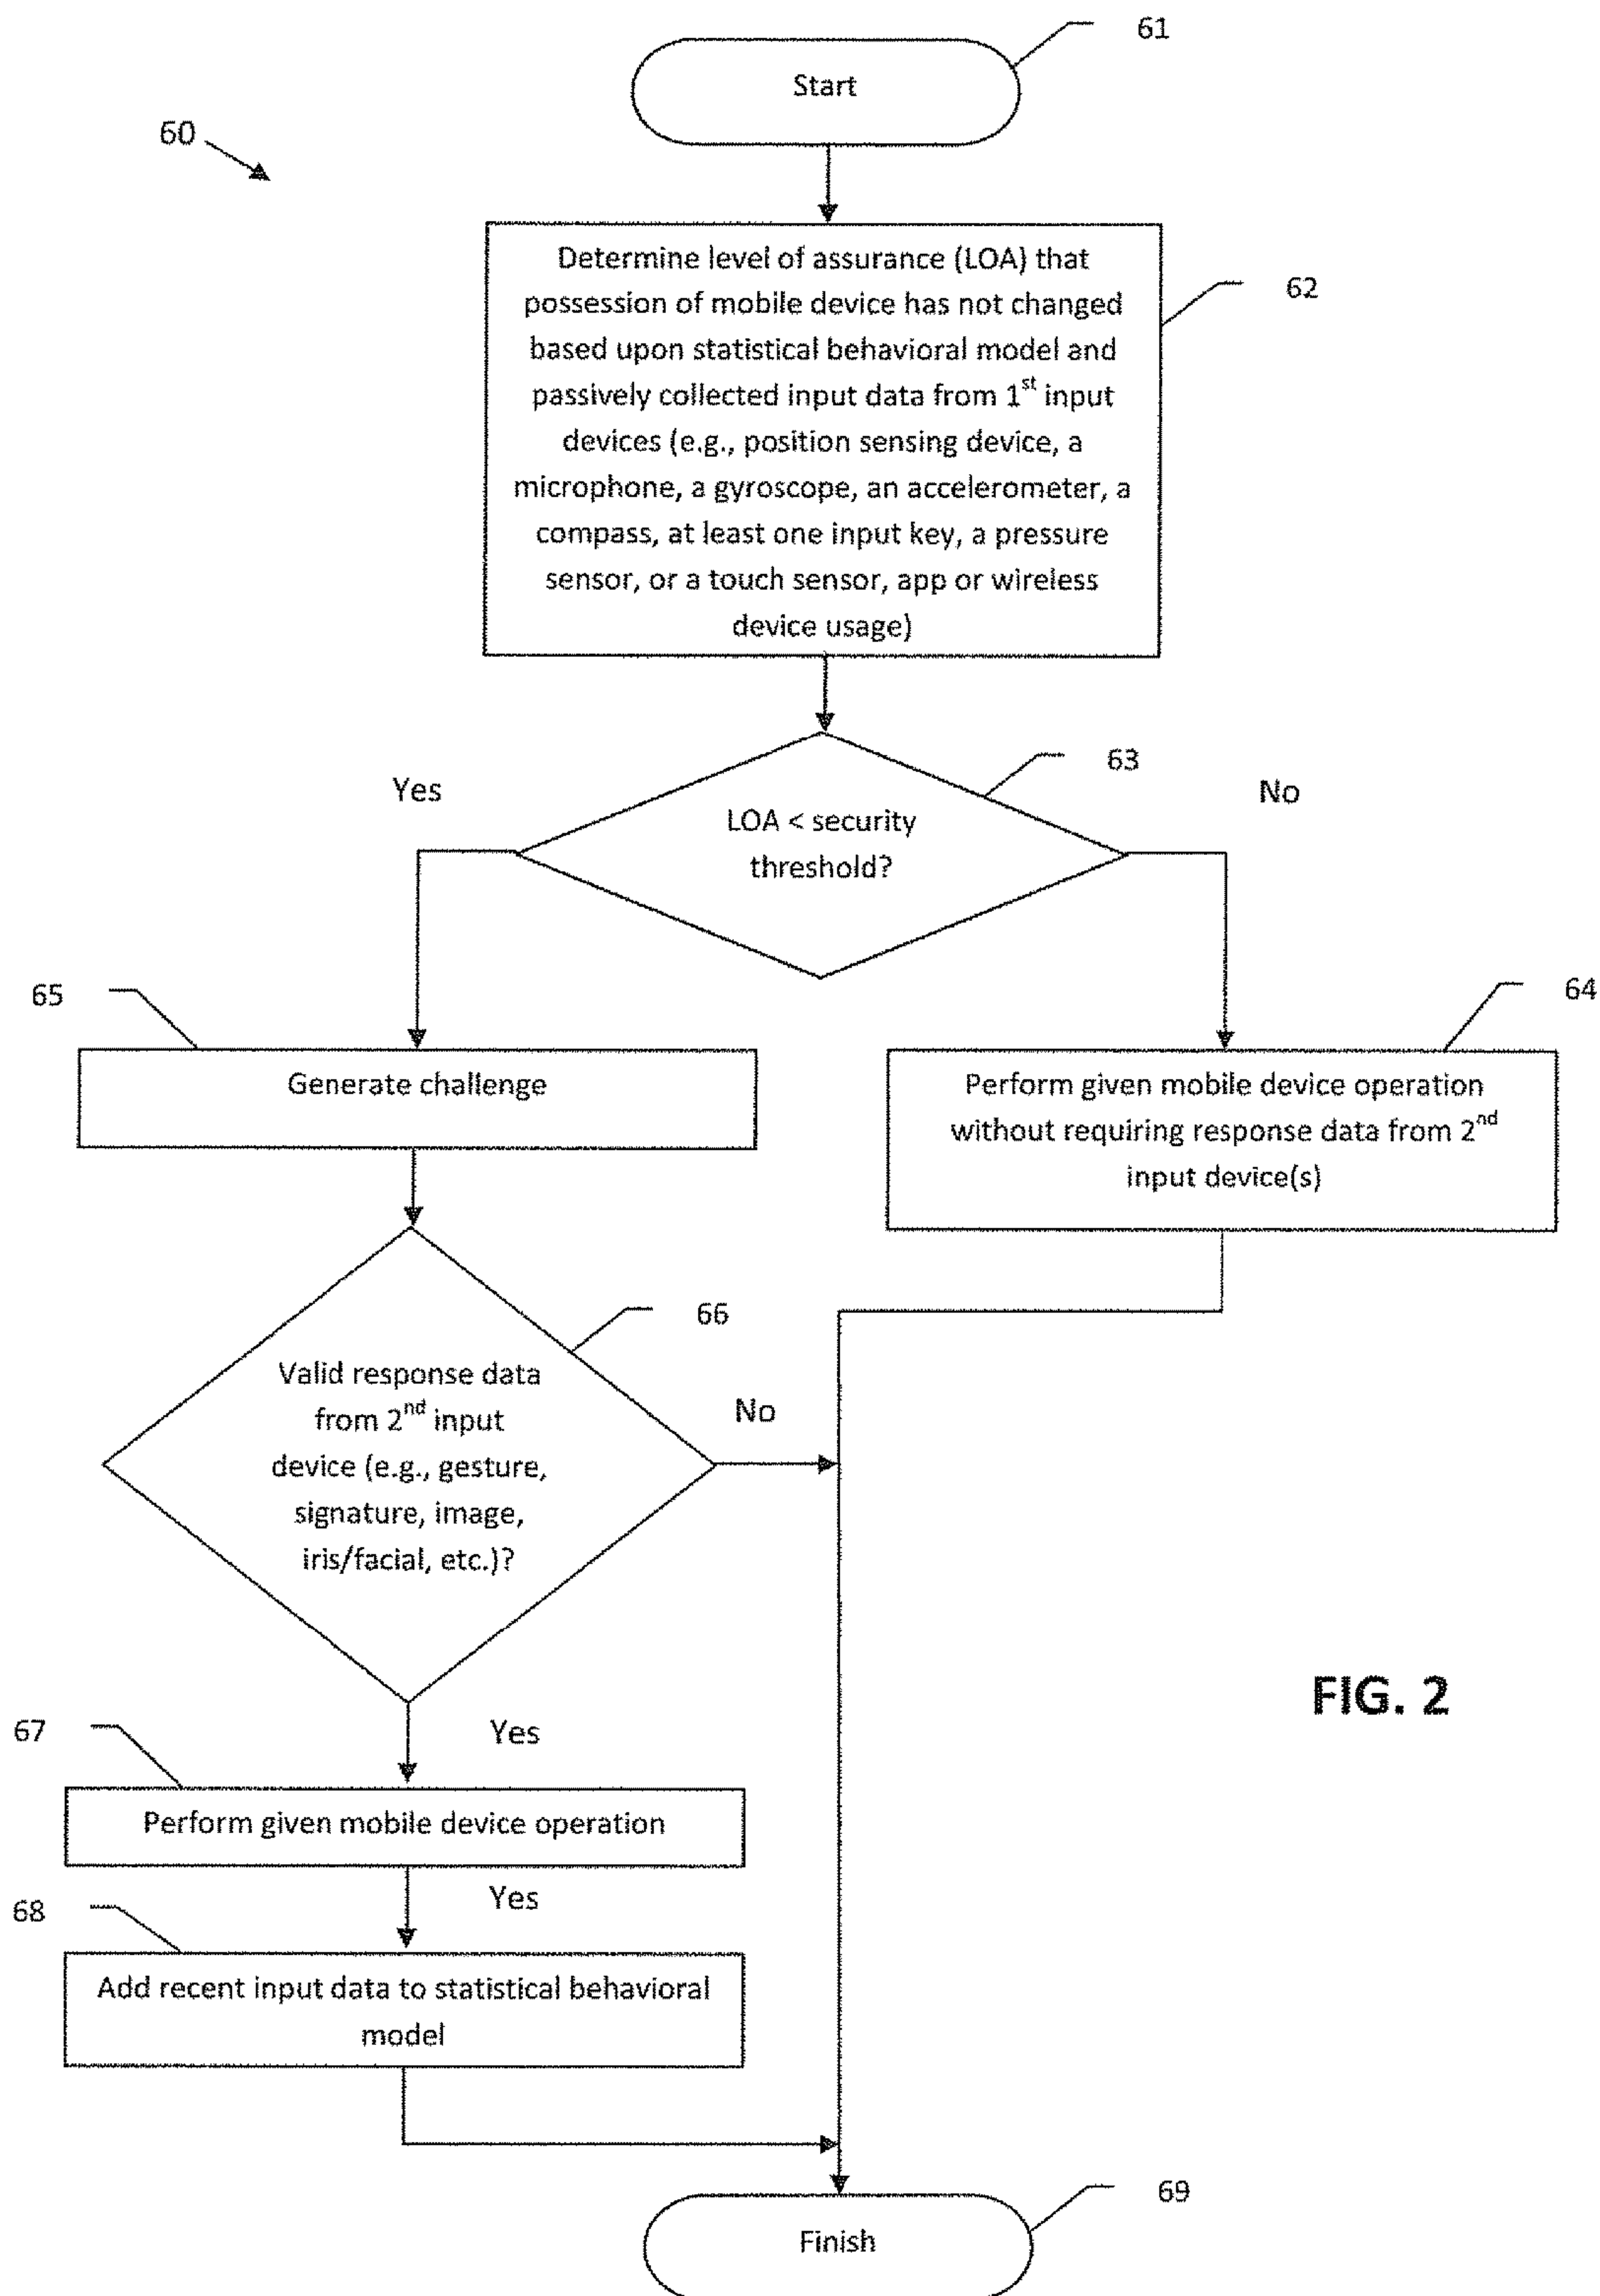 61
Start
60
Determine level of assurance (LOA) that
possession of mobile device has not changed
based upon statistical behavioral model and
passively collected input data from 1st input
devices (e.g., position sensing device, a
microphone, a gyroscope, an accelerometer, a
compass, at least one input key, a pressure
sensor, or a touch sensor, app or wireless
device usage)
62
63
Yes
No
LOA < security
threshold?
65
64
Generate challenge
Perform given mobile device operation
without requiring response data from 2nd
input device(s)
66
Valid response data
from 2nd input
device (e.g., gesture,
signature, image,
iris/facial, etc.)?
No
FIG. 2
67
Yes
Perform given mobile device operation
68
Yes
Add recent input data to statistical behavioral
model
69
Finish